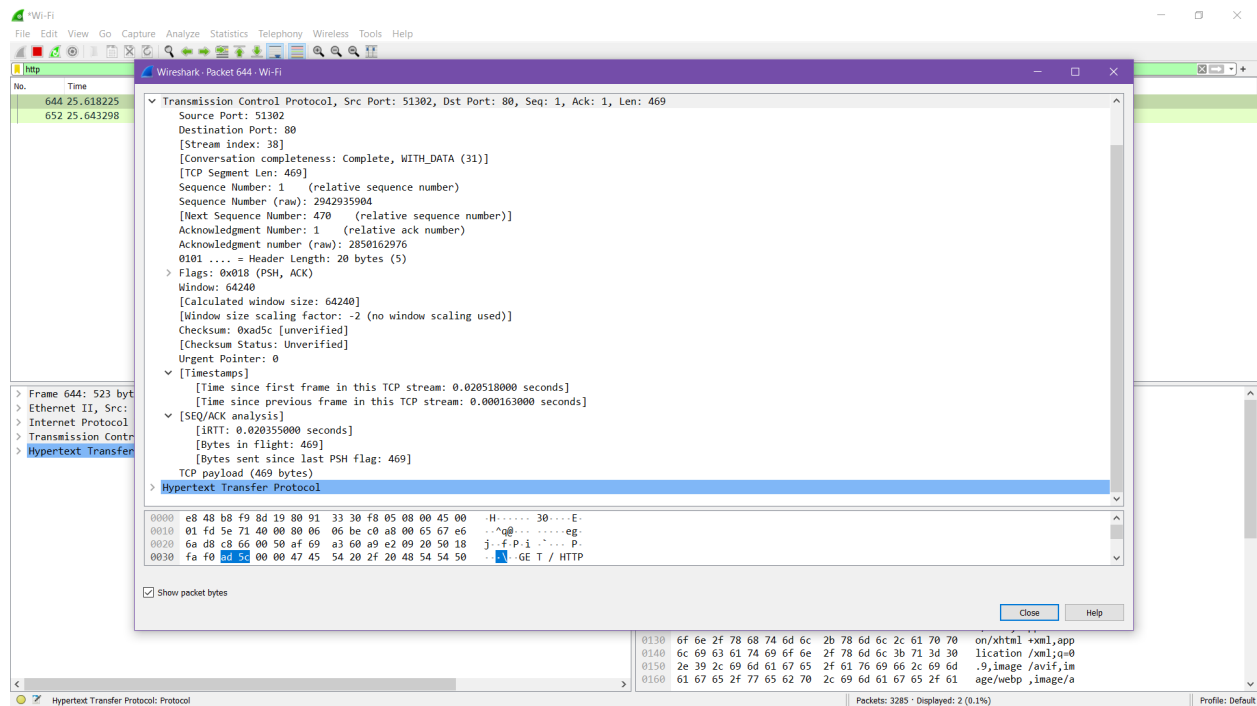 *Wi-Fi
File Edit View Go Capture Analyze Statistics Telephony Wireless Tools Help
http
Wireshark · Packet 644 · Wi-Fi
No. Time
644 25.618225
652 25.643298
Transmission Control Protocol, Src Port: 51302, Dst Port: 80, Seq: 1, Ack: 1, Len: 469
Source Port: 51302
Destination Port: 80
[Stream index: 38]
[Conversation completeness: Complete, WITH_DATA (31)]
[TCP Segment Len: 469]
Sequence Number: 1 (relative sequence number)
Sequence Number (raw): 2942935904
[Next Sequence Number: 470 (relative sequence number)]
Acknowledgment Number: 1 (relative ack number)
Acknowledgment number (raw): 2850162976
0101 .... = Header Length: 20 bytes (5)
Flags: 0x018 (PSH, ACK)
Window: 64240
[Calculated window size: 64240]
[Window size scaling factor: -2 (no window scaling used)]
Checksum: 0xad5c [unverified]
[Checksum Status: Unverified]
Urgent Pointer: 0
[Timestamps]
[Time since first frame in this TCP stream: 0.020518000 seconds]
[Time since previous frame in this TCP stream: 0.000163000 seconds]
[SEQ/ACK analysis]
[iRTT: 0.020355000 seconds]
[Bytes in flight: 469]
[Bytes sent since last PSH flag: 469]
TCP payload (469 bytes)
Hypertext Transfer Protocol
0000 e8 48 b8 f9 8d 19 80 91 33 30 f8 05 08 00 45 00 ·H······ 30····E·
0010 01 fd 5e 71 40 00 80 06 06 be c0 a8 00 65 67 e6 ··^q@··· ·····eg·
0020 6a d8 c8 66 00 50 af 69 a3 60 a9 e2 09 20 50 18 j··f·P·i ·`··· P·
0030 fa f0 ad 5c 00 00 47 45 54 20 2f 20 48 54 54 50 ···\··GE T / HTTP
Show packet bytes
Close Help
Frame 644: 523 byt
Ethernet II, Src:
Internet Protocol
Transmission Contr
Hypertext Transfer
0130 6f 6e 2f 78 68 74 6d 6c 2b 78 6d 6c 2c 61 70 70 on/xhtml +xml,app
0140 6c 69 63 61 74 69 6f 6e 2f 78 6d 6c 3b 71 3d 30 lication /xml;q=0
0150 2e 39 2c 69 6d 61 67 65 2f 61 76 69 66 2c 69 6d .9,image /avif,im
0160 61 67 65 2f 77 65 62 70 2c 69 6d 61 67 65 2f 61 age/webp ,image/a
Hypertext Transfer Protocol: Protocol
Packets: 3285 · Displayed: 2 (0.1%)
Profile: Default